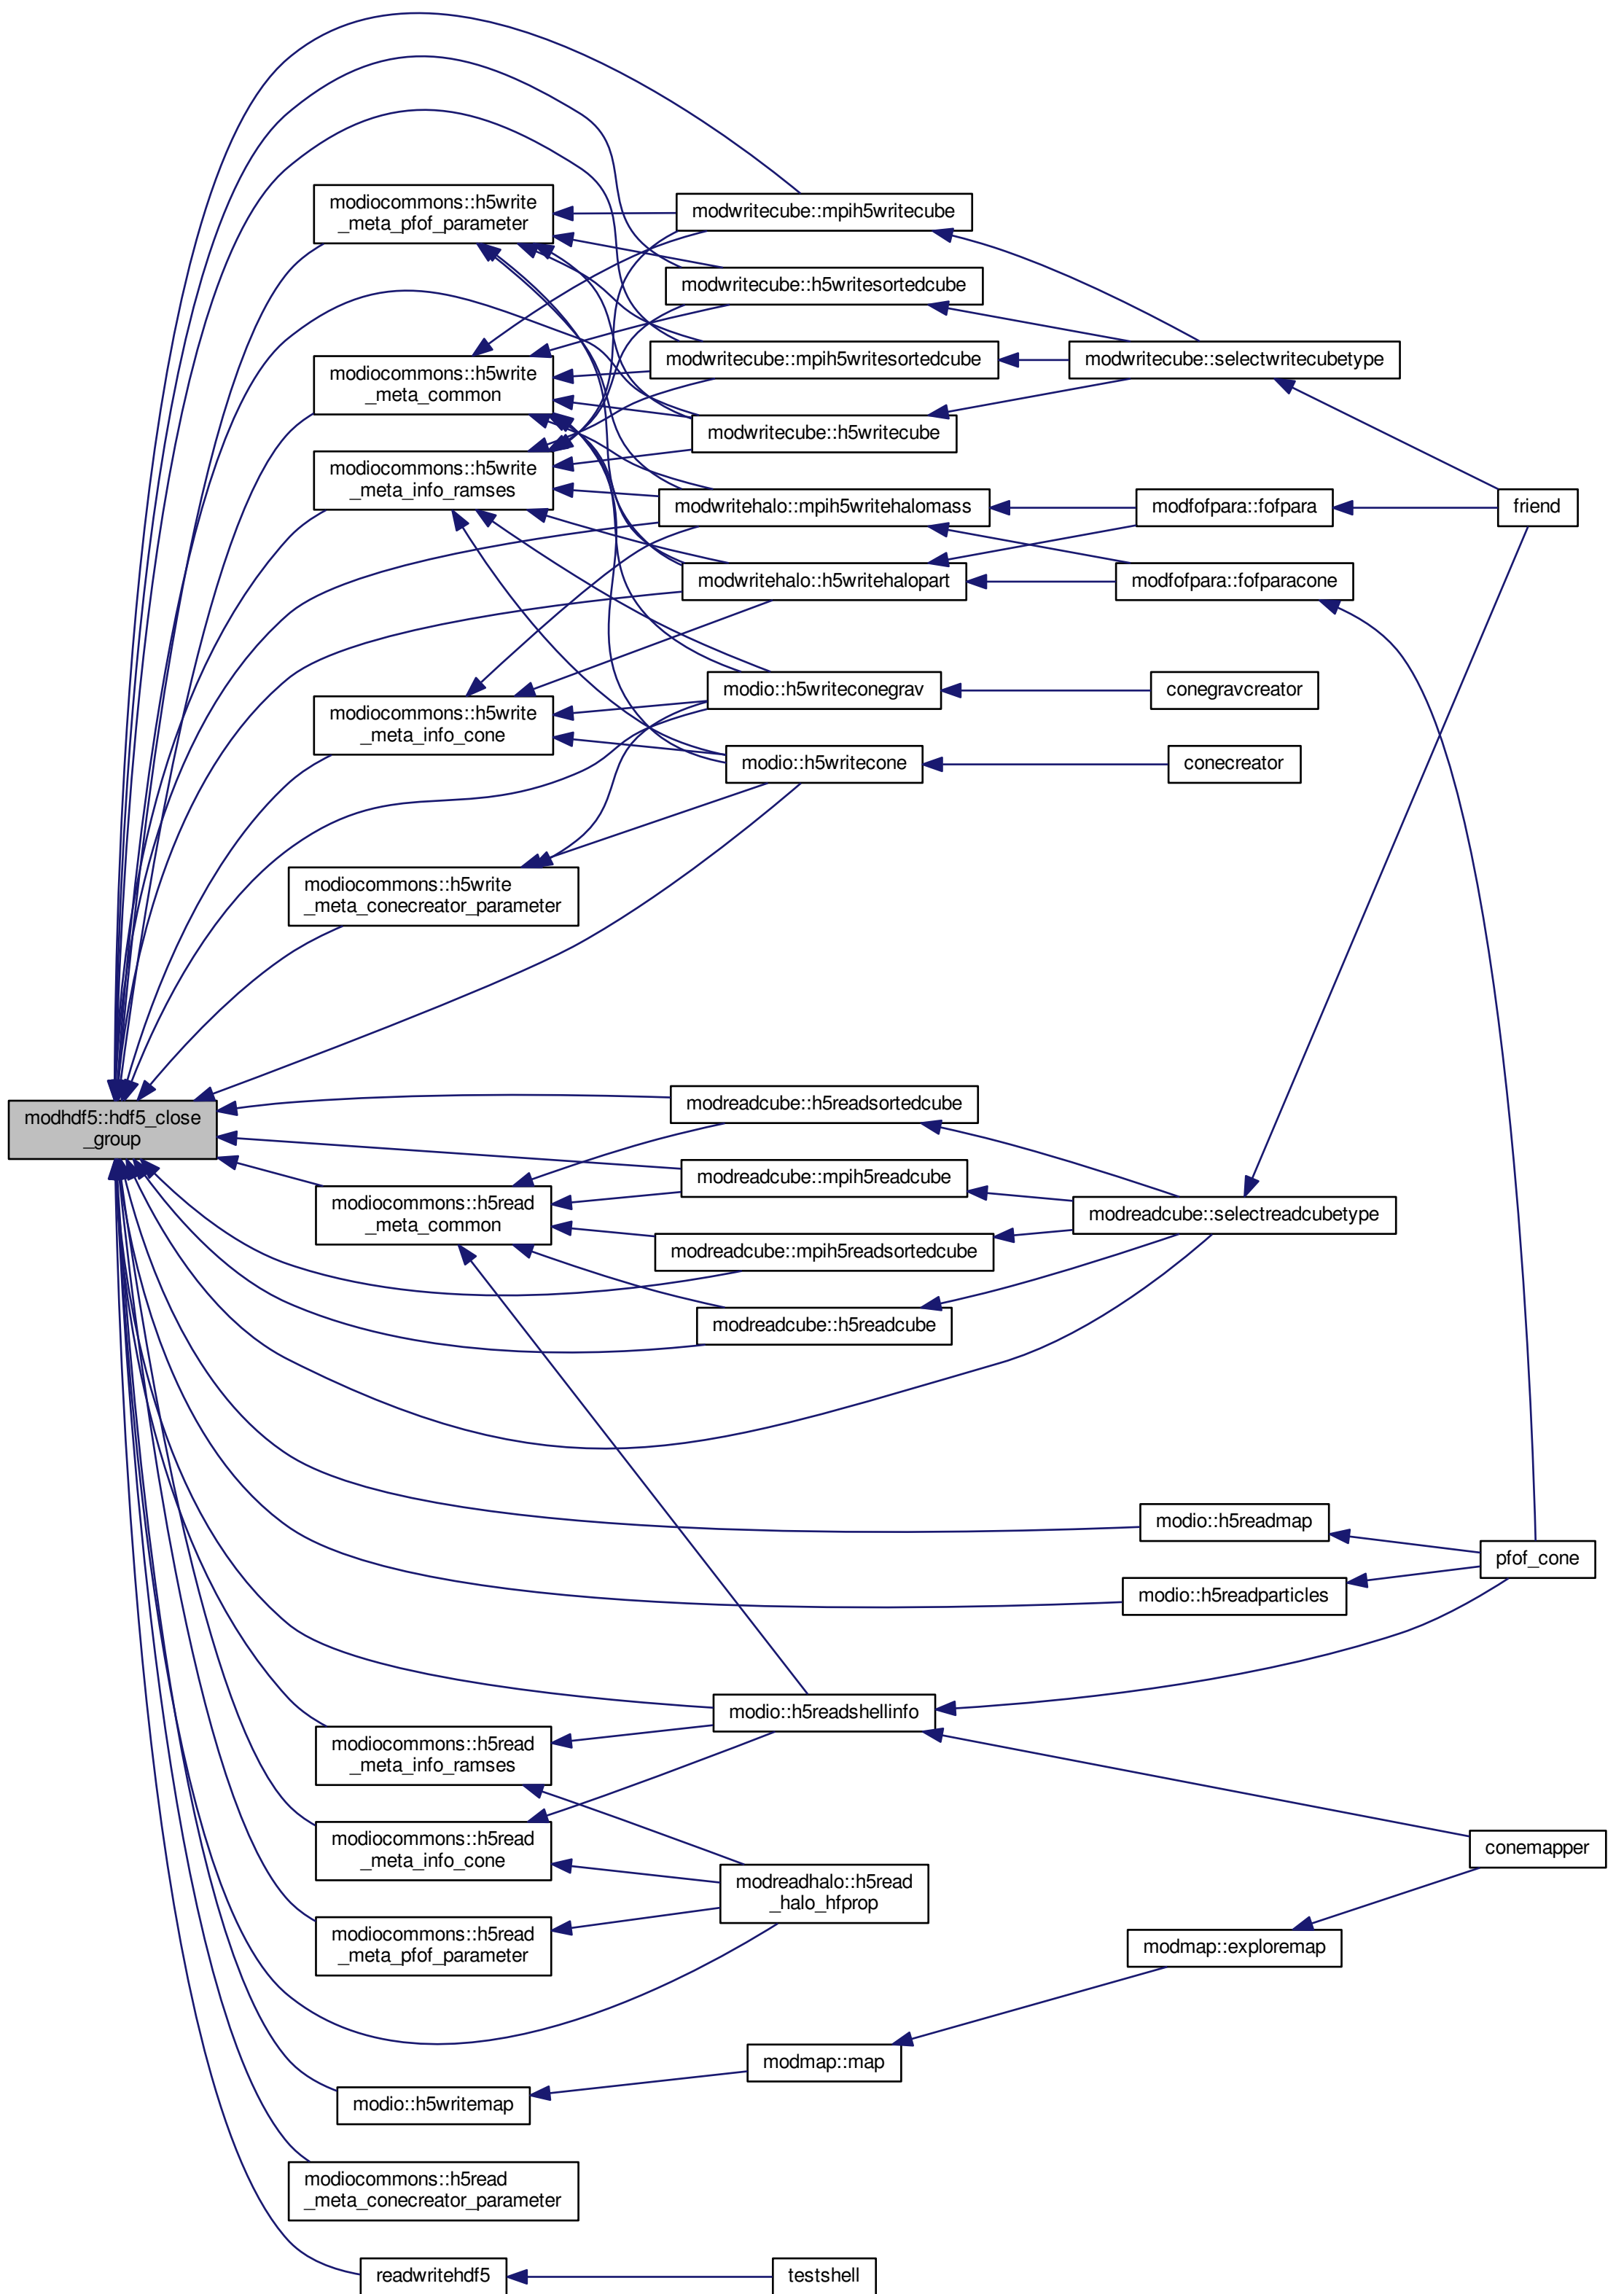 modiocommons::h5write
_meta_pfof_parameter
modwritecube::mpih5writecube
modwritecube::h5writesortedcube
modiocommons::h5write
_meta_common
modwritecube::mpih5writesortedcube
modwritecube::selectwritecubetype
modwritecube::h5writecube
modiocommons::h5write
_meta_info_ramses
modwritehalo::mpih5writehalomass
modfofpara::fofpara
friend
modwritehalo::h5writehalopart
modfofpara::fofparacone
modiocommons::h5write
_meta_info_cone
modio::h5writeconegrav
conegravcreator
modio::h5writecone
conecreator
modiocommons::h5write
_meta_conecreator_parameter
modhdf5::hdf5_close
_group
modreadcube::h5readsortedcube
modreadcube::mpih5readcube
modiocommons::h5read
_meta_common
modreadcube::selectreadcubetype
modreadcube::mpih5readsortedcube
modreadcube::h5readcube
modio::h5readmap
pfof_cone
modio::h5readparticles
modio::h5readshellinfo
modiocommons::h5read
_meta_info_ramses
modiocommons::h5read
_meta_info_cone
conemapper
modreadhalo::h5read
_halo_hfprop
modiocommons::h5read
_meta_pfof_parameter
modmap::exploremap
modmap::map
modio::h5writemap
modiocommons::h5read
_meta_conecreator_parameter
readwritehdf5
testshell